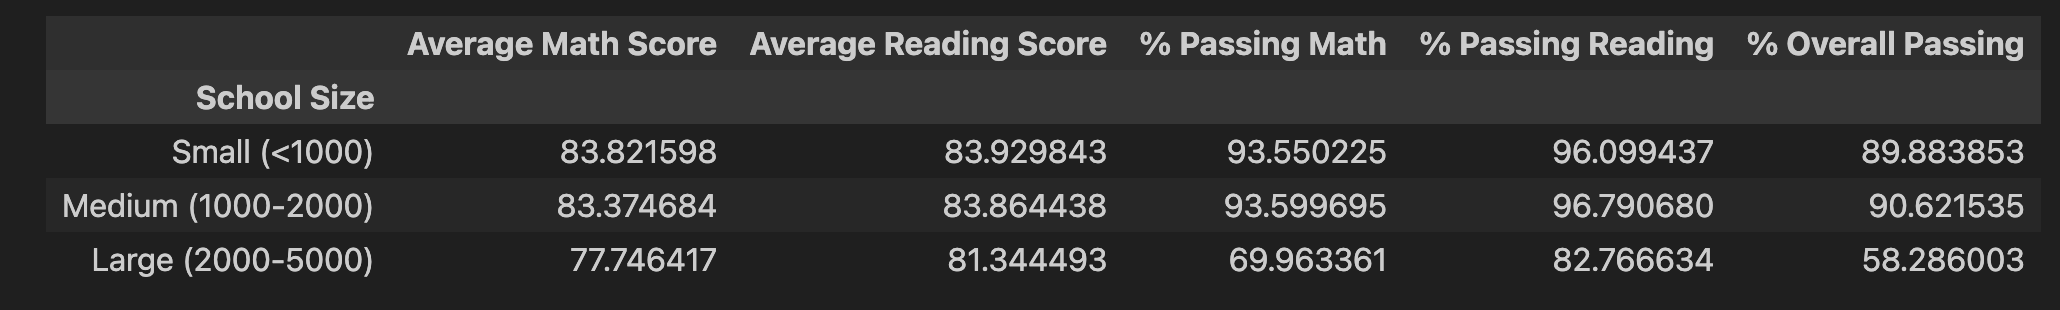 Average Math Score Average Reading Score % Passing Math % Passing Reading % Overall Passing
School Size
Small (<1000) 83.821598 83.929843 93.550225 96.099437 89.883853
Medium (1000-2000) 83.374684 83.864438 93.599695 96.790680 90.621535
Large (2000-5000) 77.746417 81.344493 69.963361 82.766634 58.286003